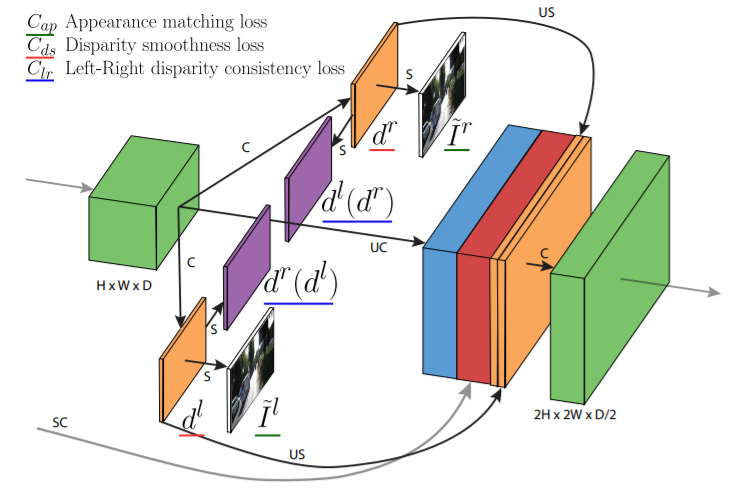 C_ap Appearance matching loss
C_ds Disparity smoothness loss
C_lr Left-Right disparity consistency loss
US
S
C
d^r
Ĩ^r
S
d^l(d^r)
UC
C
C
H x W x D
d^r(d^l)
S
S
d^l
Ĩ^l
2H x 2W x D/2
SC
US